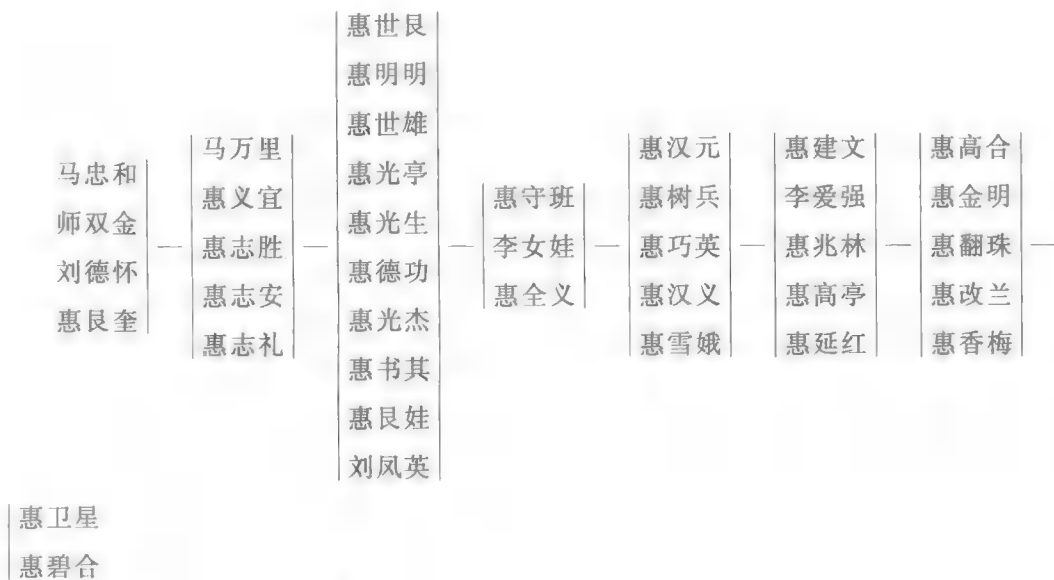 马忠和
师双金
刘德怀
惠艮奎
马万里
惠义宜
惠志胜
惠志安
惠志礼
惠世艮
惠明明
惠世雄
惠光亭
惠光生
惠德功
惠光杰
惠书其
惠艮娃
刘凤英
惠守班
李女娃
惠全义
惠汉元
惠树兵
惠巧英
惠汉义
惠雪娥
惠建文
李爱强
惠兆林
惠高亭
惠延红
惠高合
惠金明
惠翻珠
惠改兰
惠香梅
惠卫星
惠碧合